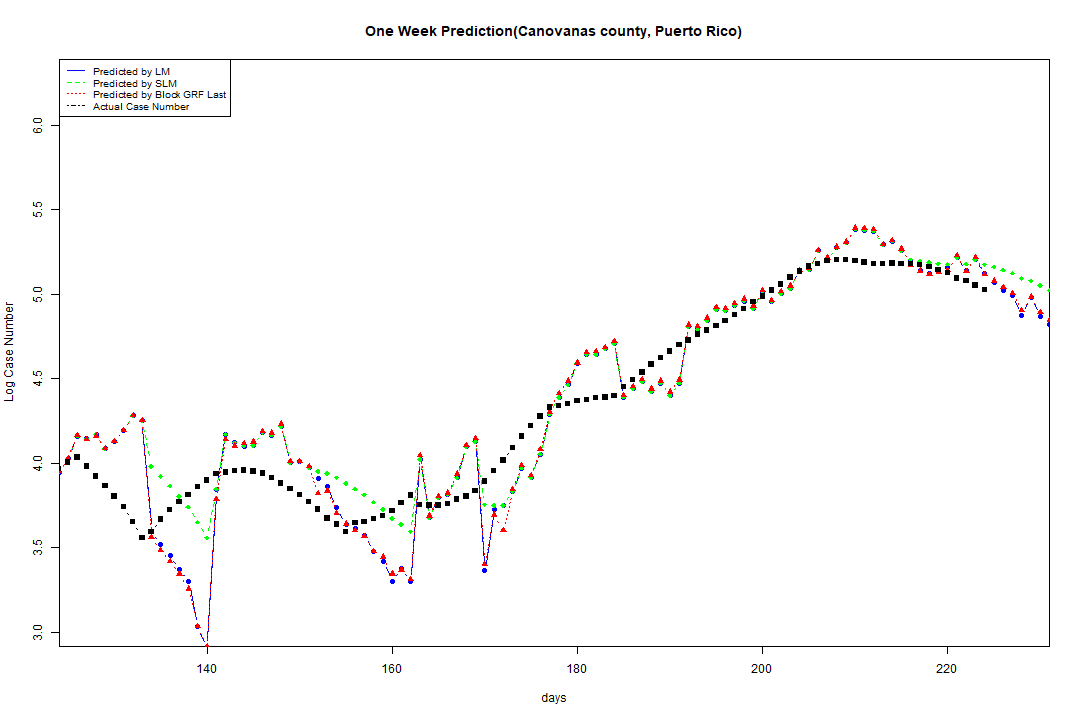 One Week Prediction(Canovanas county, Puerto Rico)
Predicted by LM
Predicted by SLM
Predicted by Block GRF Last
Actual Case Number
6.0
5.5
5.0
4.5
4.0
3.5
3.0
Log Case Number
140 160 180 200 220
days